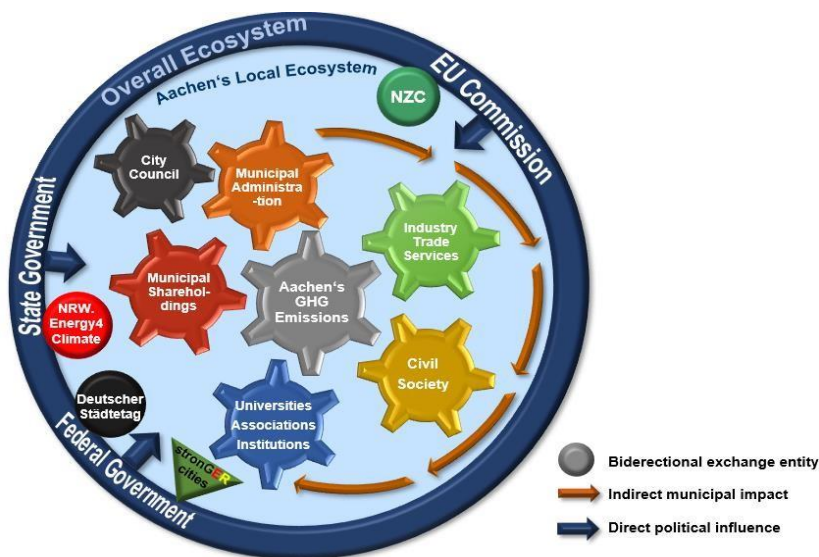 Overall Ecosystem
Aachen's Local Ecosystem
EU Commission
NZC
City
Council
Municipal
Administra
-tion
Industry
Trade
Services
State Government
Municipal
Sharehol-
dings
Aachen's
GHG
Emissions
NRW.
Energy4
Climate
Civil
Society
Deutscher
Städtetag
Universities
Associations
Institutions
Federal Government
stronGER
cities
Biderectional exchange entity
Indirect municipal impact
Direct political influence